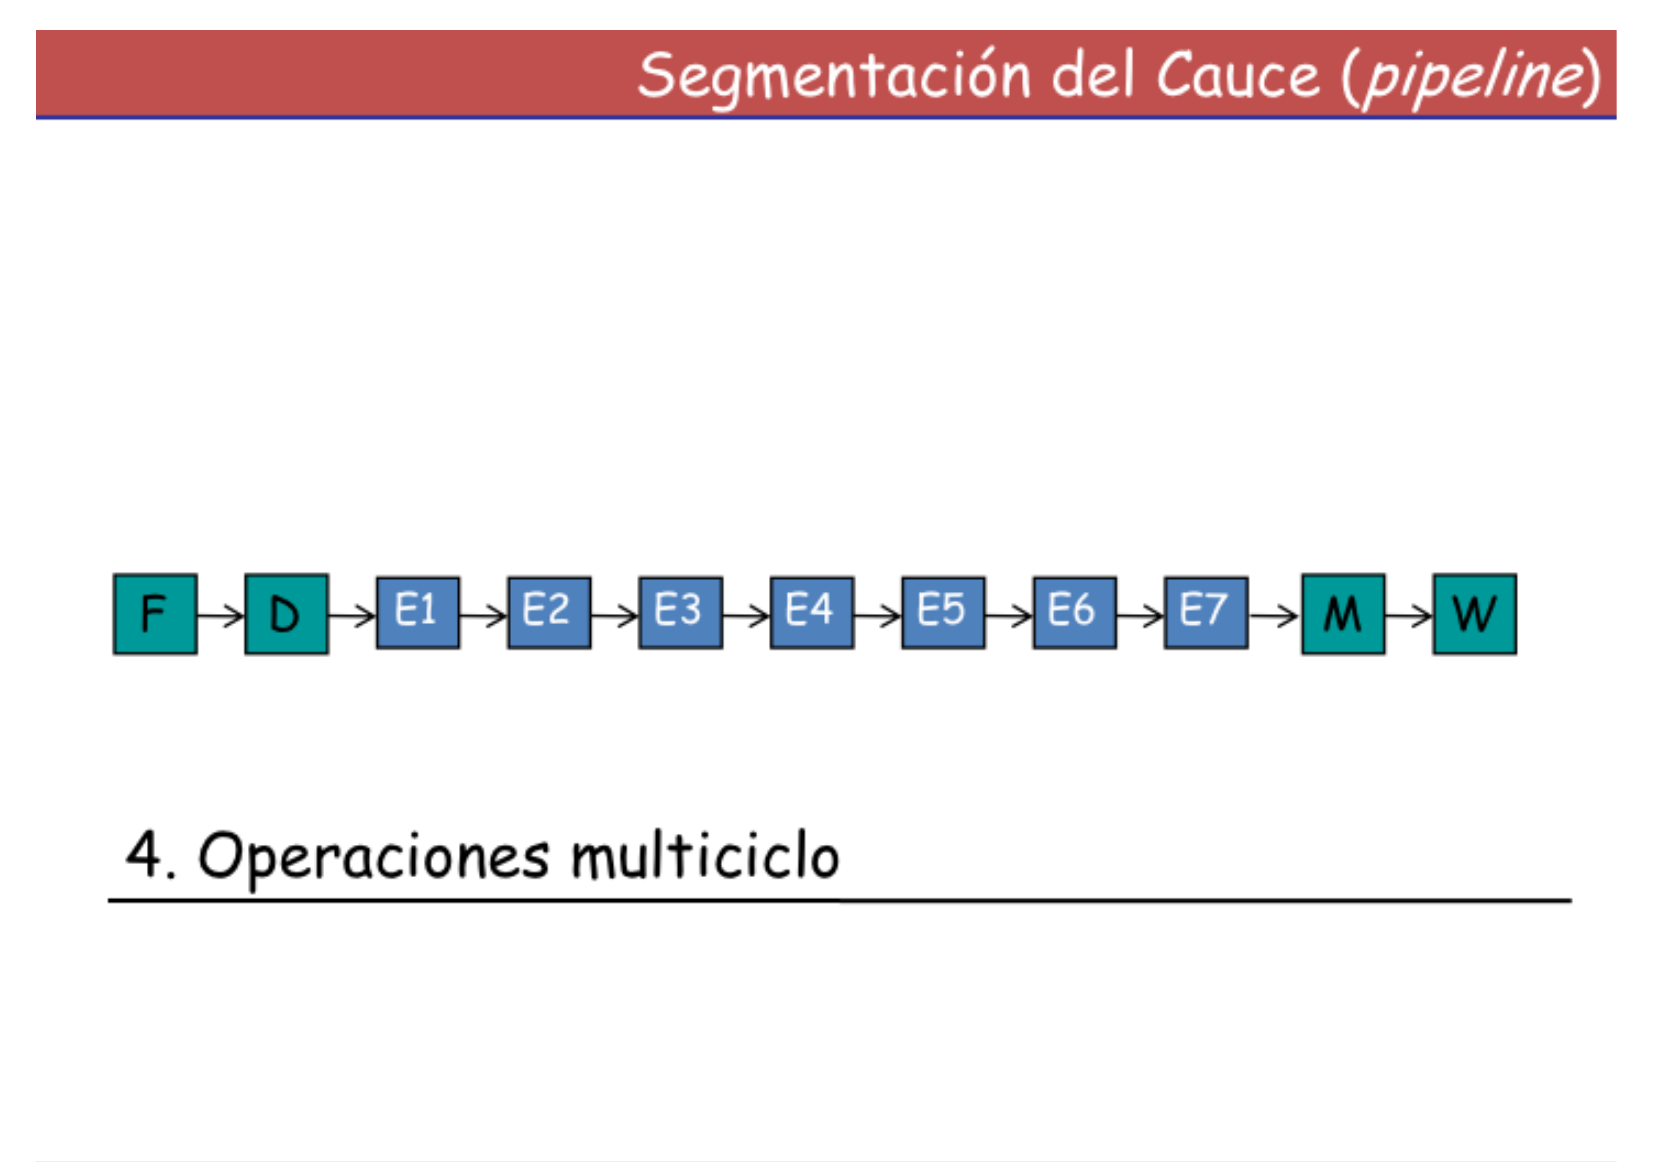 Segmentación del Cauce (pipeline)
F D E1 E2 E3 E4 E5 E6 E7 M W
4. Operaciones multiciclo